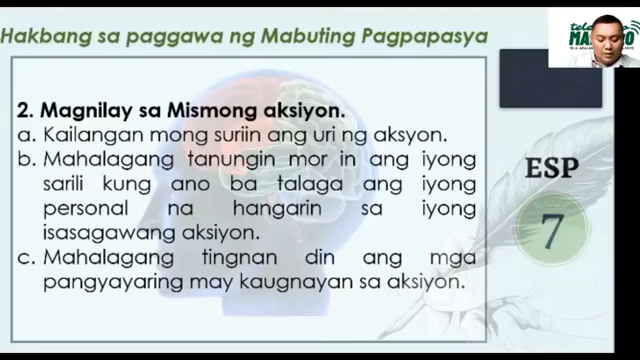 Hakbang sa paggawa ng Mabuting Pagpapasya
2. Magnilay sa Mismong aksiyon.
a. Kailangan mong suriin ang uri ng aksyon.
b. Mahalagang tanungin mor in ang iyong
sarili kung ano ba talaga ang iyong
personal na hangarin sa iyong
isasagawang aksiyon.
c. Mahalagang tingnan din ang mga
pangyayaring may kaugnayan sa aksiyon.
ESP
7